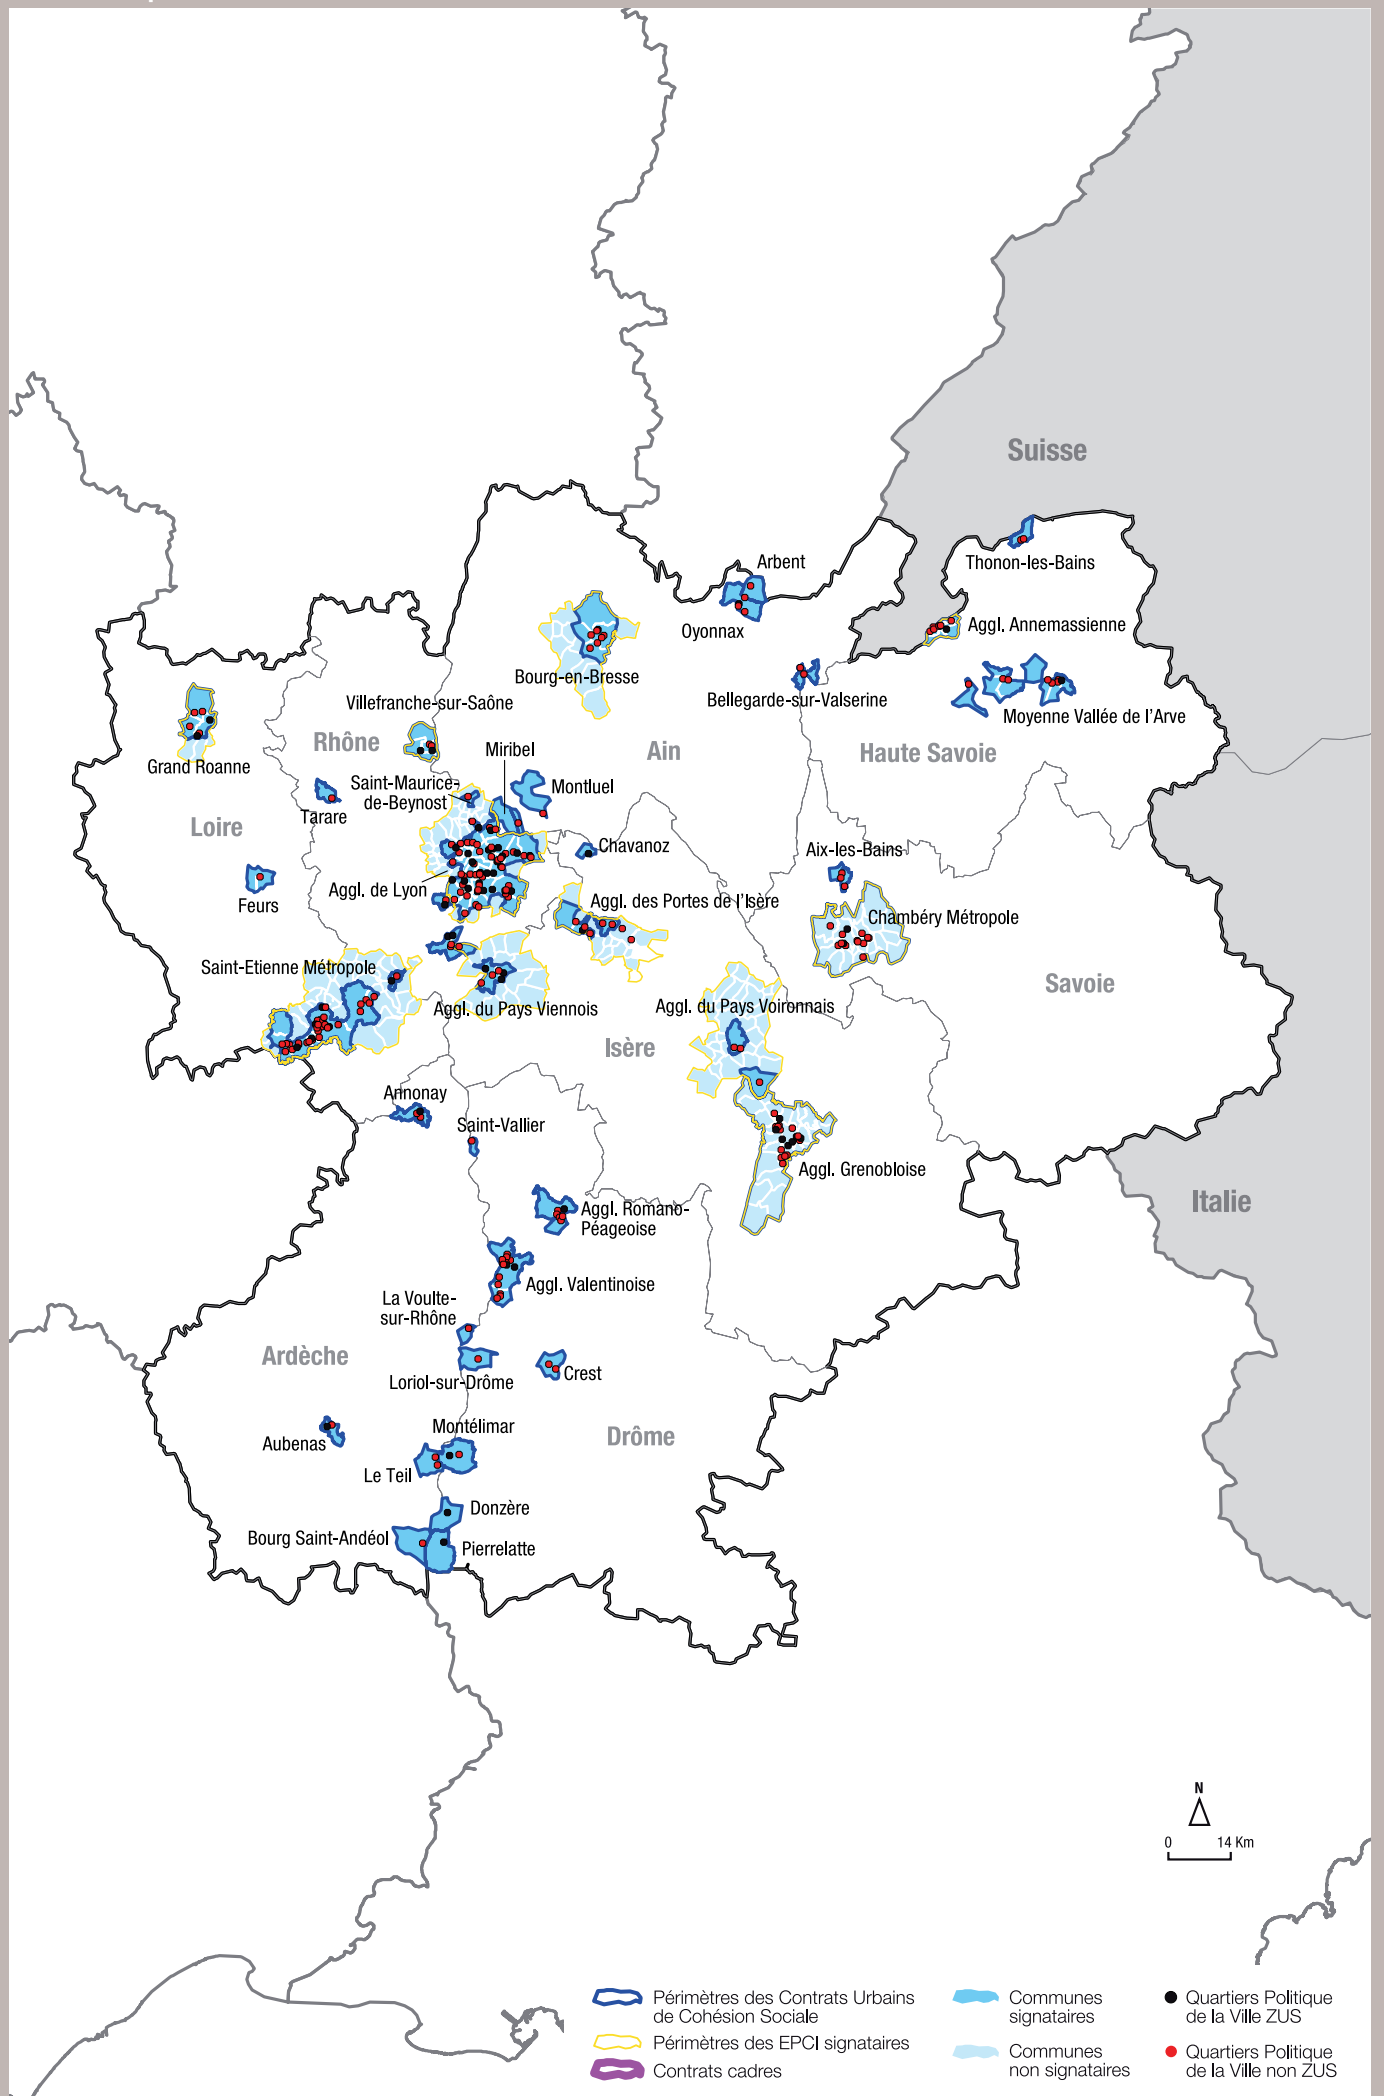 Suisse
Thonon-les-Bains
Arbent
Aggl. Annemassienne
Oyonnax
Bourg-en-Bresse
Bellegarde-sur-Valserine
Villefranche-sur-Saône
Moyenne Vallée de l'Arve
Rhône
Miribel
Ain
Haute Savoie
Grand Roanne
Saint-Maurice-
de-Beynost
Montluel
Tarare
Loire
Chavanoz
Aix-les-Bains
Aggl. de Lyon
Feurs
Aggl. des Portes de l'Isère
Chambéry Métropole
Saint-Etienne Métropole
Savoie
Aggl. du Pays Viennois
Aggl. du Pays Voironnais
Isère
Annonay
Saint-Vallier
Aggl. Grenobloise
Italie
Aggl. Romano-
Péageoise
Aggl. Valentinoise
La Voulte-
sur-Rhône
Ardèche
Loriol-sur-Drôme
Crest
Montélimar
Drôme
Aubenas
Le Teil
Donzère
Bourg Saint-Andéol
Pierrelatte
N
0 14 Km
Périmètres des Contrats Urbains
de Cohésion Sociale
Périmètres des EPCI signataires
Contrats cadres
Communes
signataires
Communes
non signataires
Quartiers Politique
de la Ville ZUS
Quartiers Politique
de la Ville non ZUS